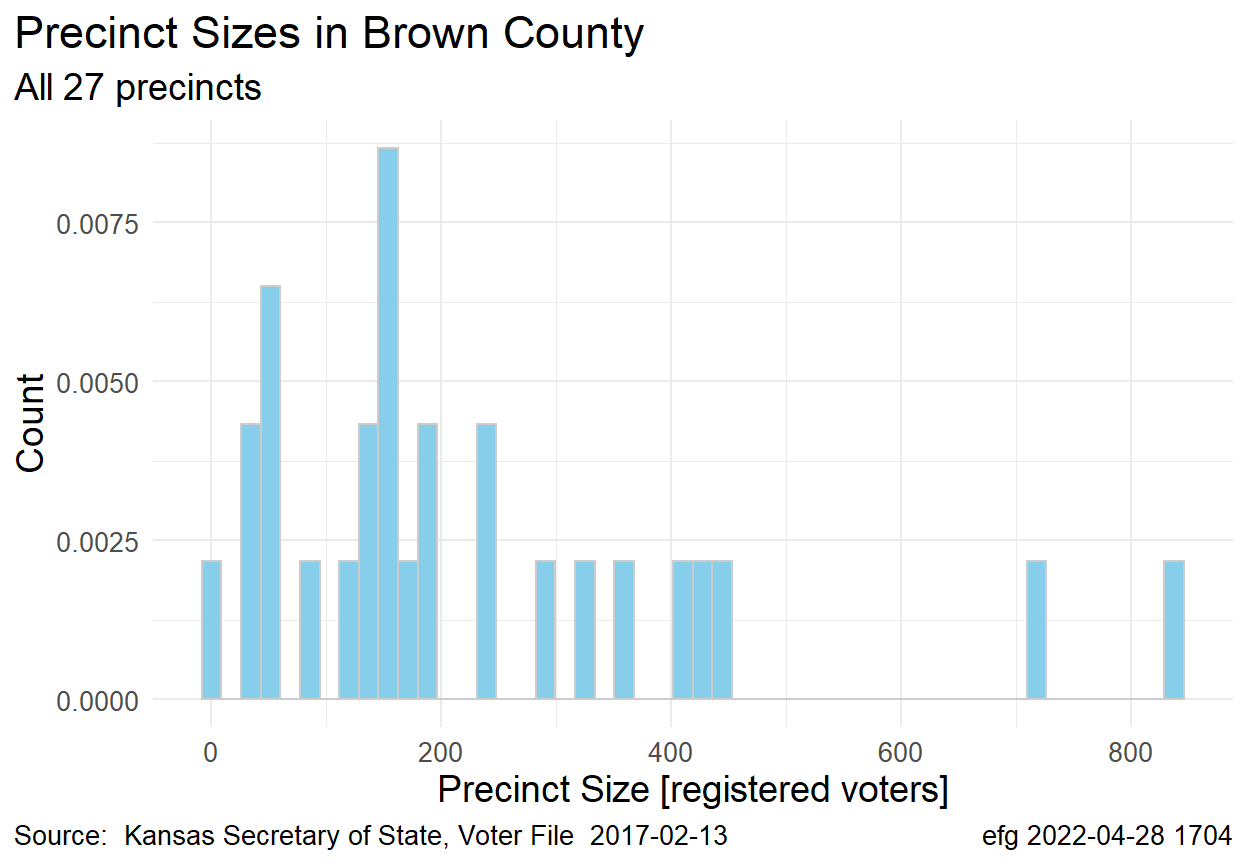 Precinct Sizes in Brown County
All 27 precincts
Count
0.0075
0.0050
0.0025
0.0000
0 200 400 600 800
Precinct Size [registered voters]
Source:  Kansas Secretary of State, Voter File  2017-02-13
efg 2022-04-28 1704